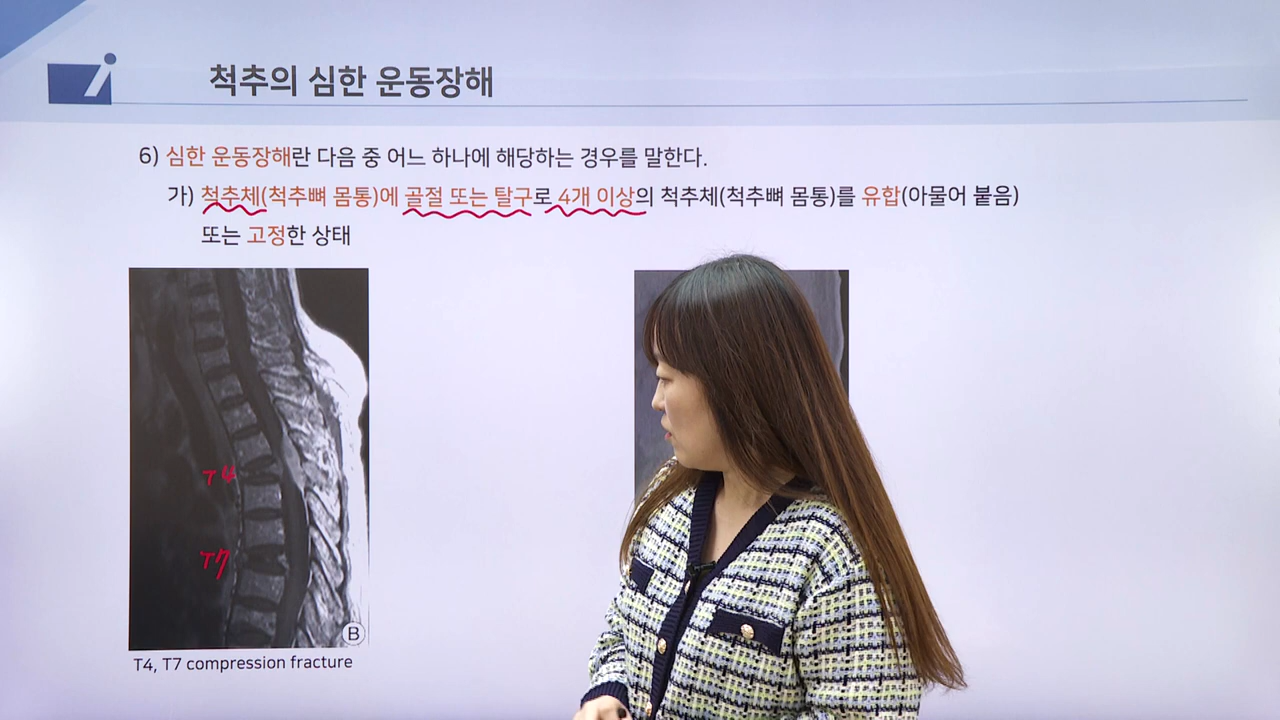 척추의 심한 운동장해
6) 심한 운동장해란 다음 중 어느 하나에 해당하는 경우를 말한다.
가) 척추체(척추뼈 몸통)에 골절 또는 탈구로 4개 이상의 척추체(척추뼈 몸통)를 유합(아물어 붙음)
또는 고정한 상태
T4
T7
B
T4, T7 compression fracture